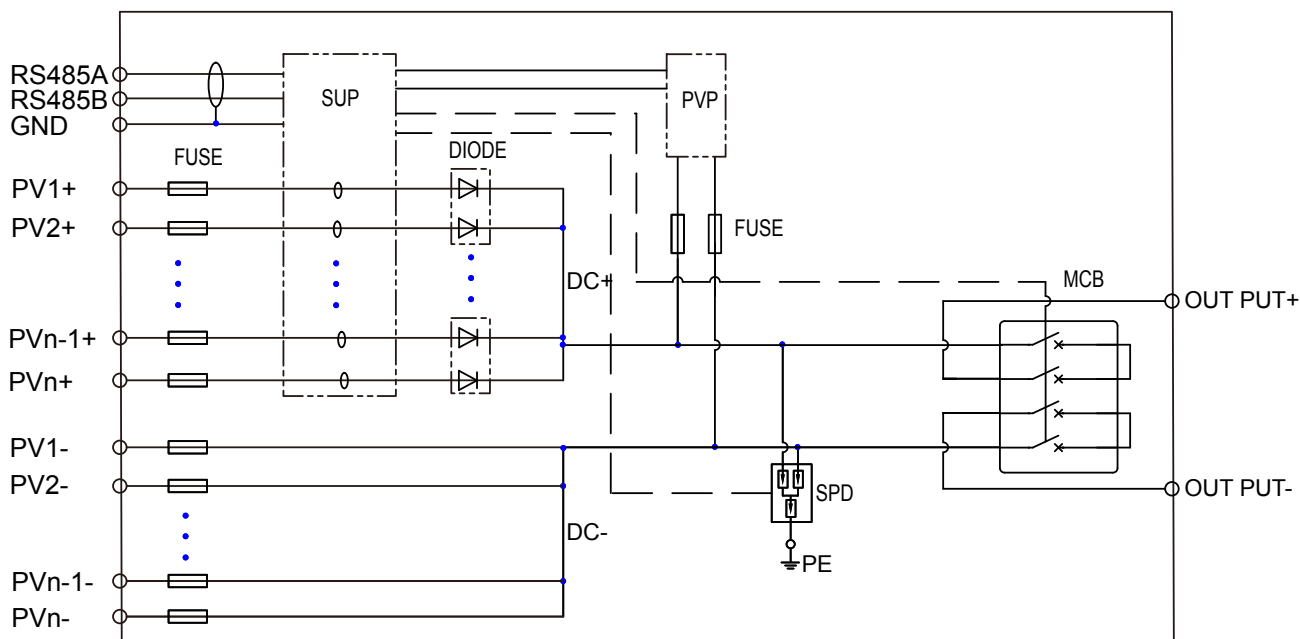 RS485A
RS485B
GND
SUP
PVP
FUSE
DIODE
PV1+
PV2+
FUSE
DC+
MCB
OUT PUT+
PVn-1+
PVn+
PV1-
PV2-
SPD
OUT PUT-
DC-
PE
PVn-1-
PVn-